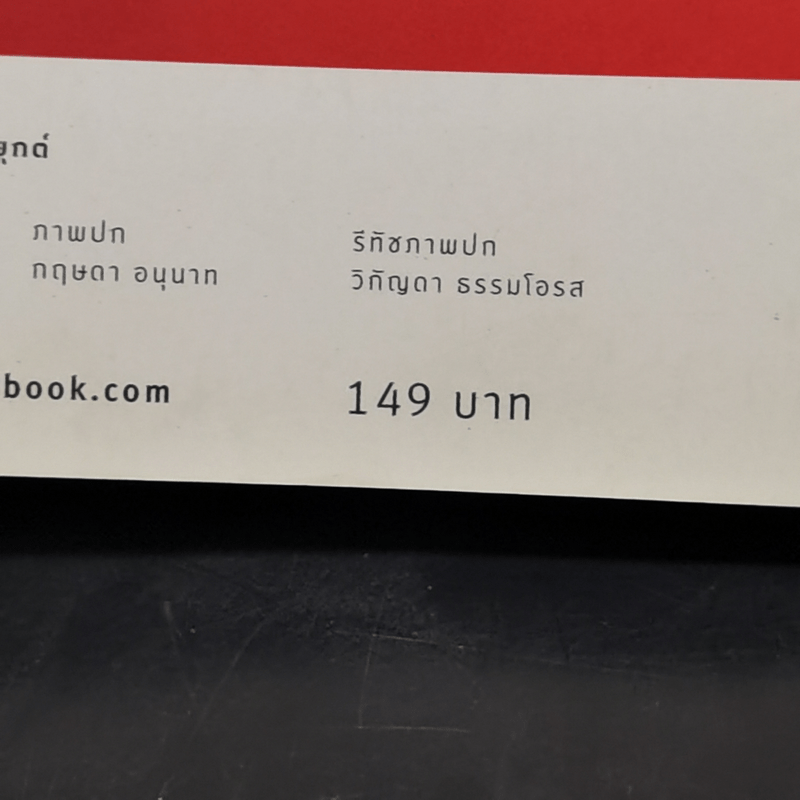 ภาพปก
กฤษดา อนุนาท
รีทัชภาพปก
วิกัญดา ธรรมโอรส
book.com
149 บาท